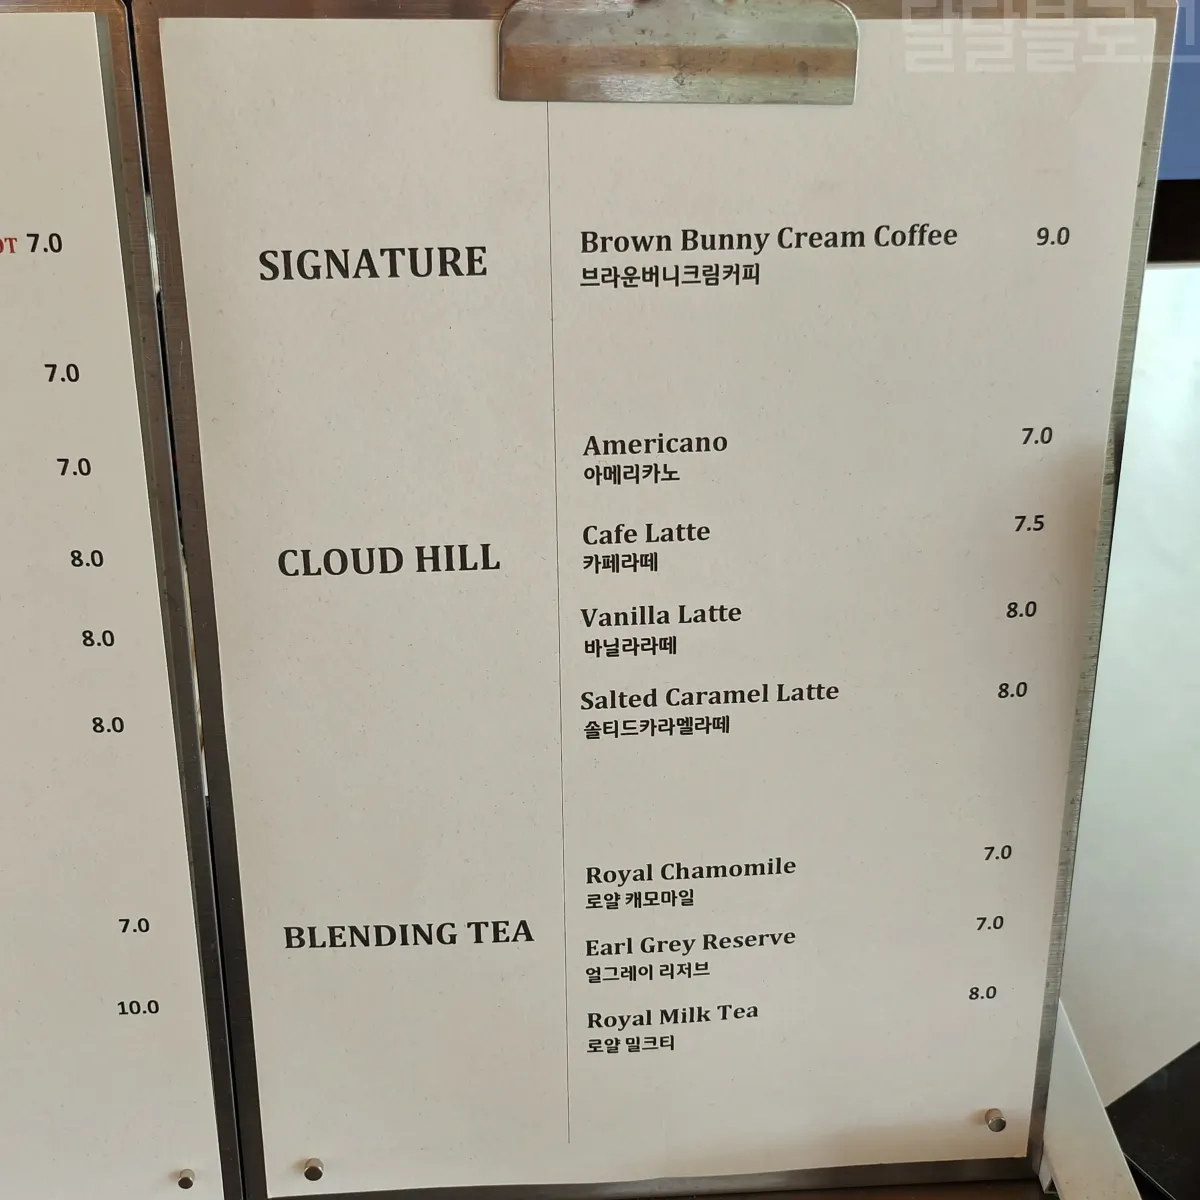 딜달블로그
OT 7.0
7.0
7.0
8.0
8.0
8.0
7.0
10.0
SIGNATURE
Brown Bunny Cream Coffee 9.0
브라운버니크림커피
CLOUD HILL
Americano 7.0
아메리카노
Cafe Latte 7.5
카페라떼
Vanilla Latte 8.0
바닐라라떼
Salted Caramel Latte 8.0
솔티드카라멜라떼
BLENDING TEA
Royal Chamomile 7.0
로얄 캐모마일
Earl Grey Reserve 7.0
얼그레이 리저브
Royal Milk Tea 8.0
로얄 밀크티